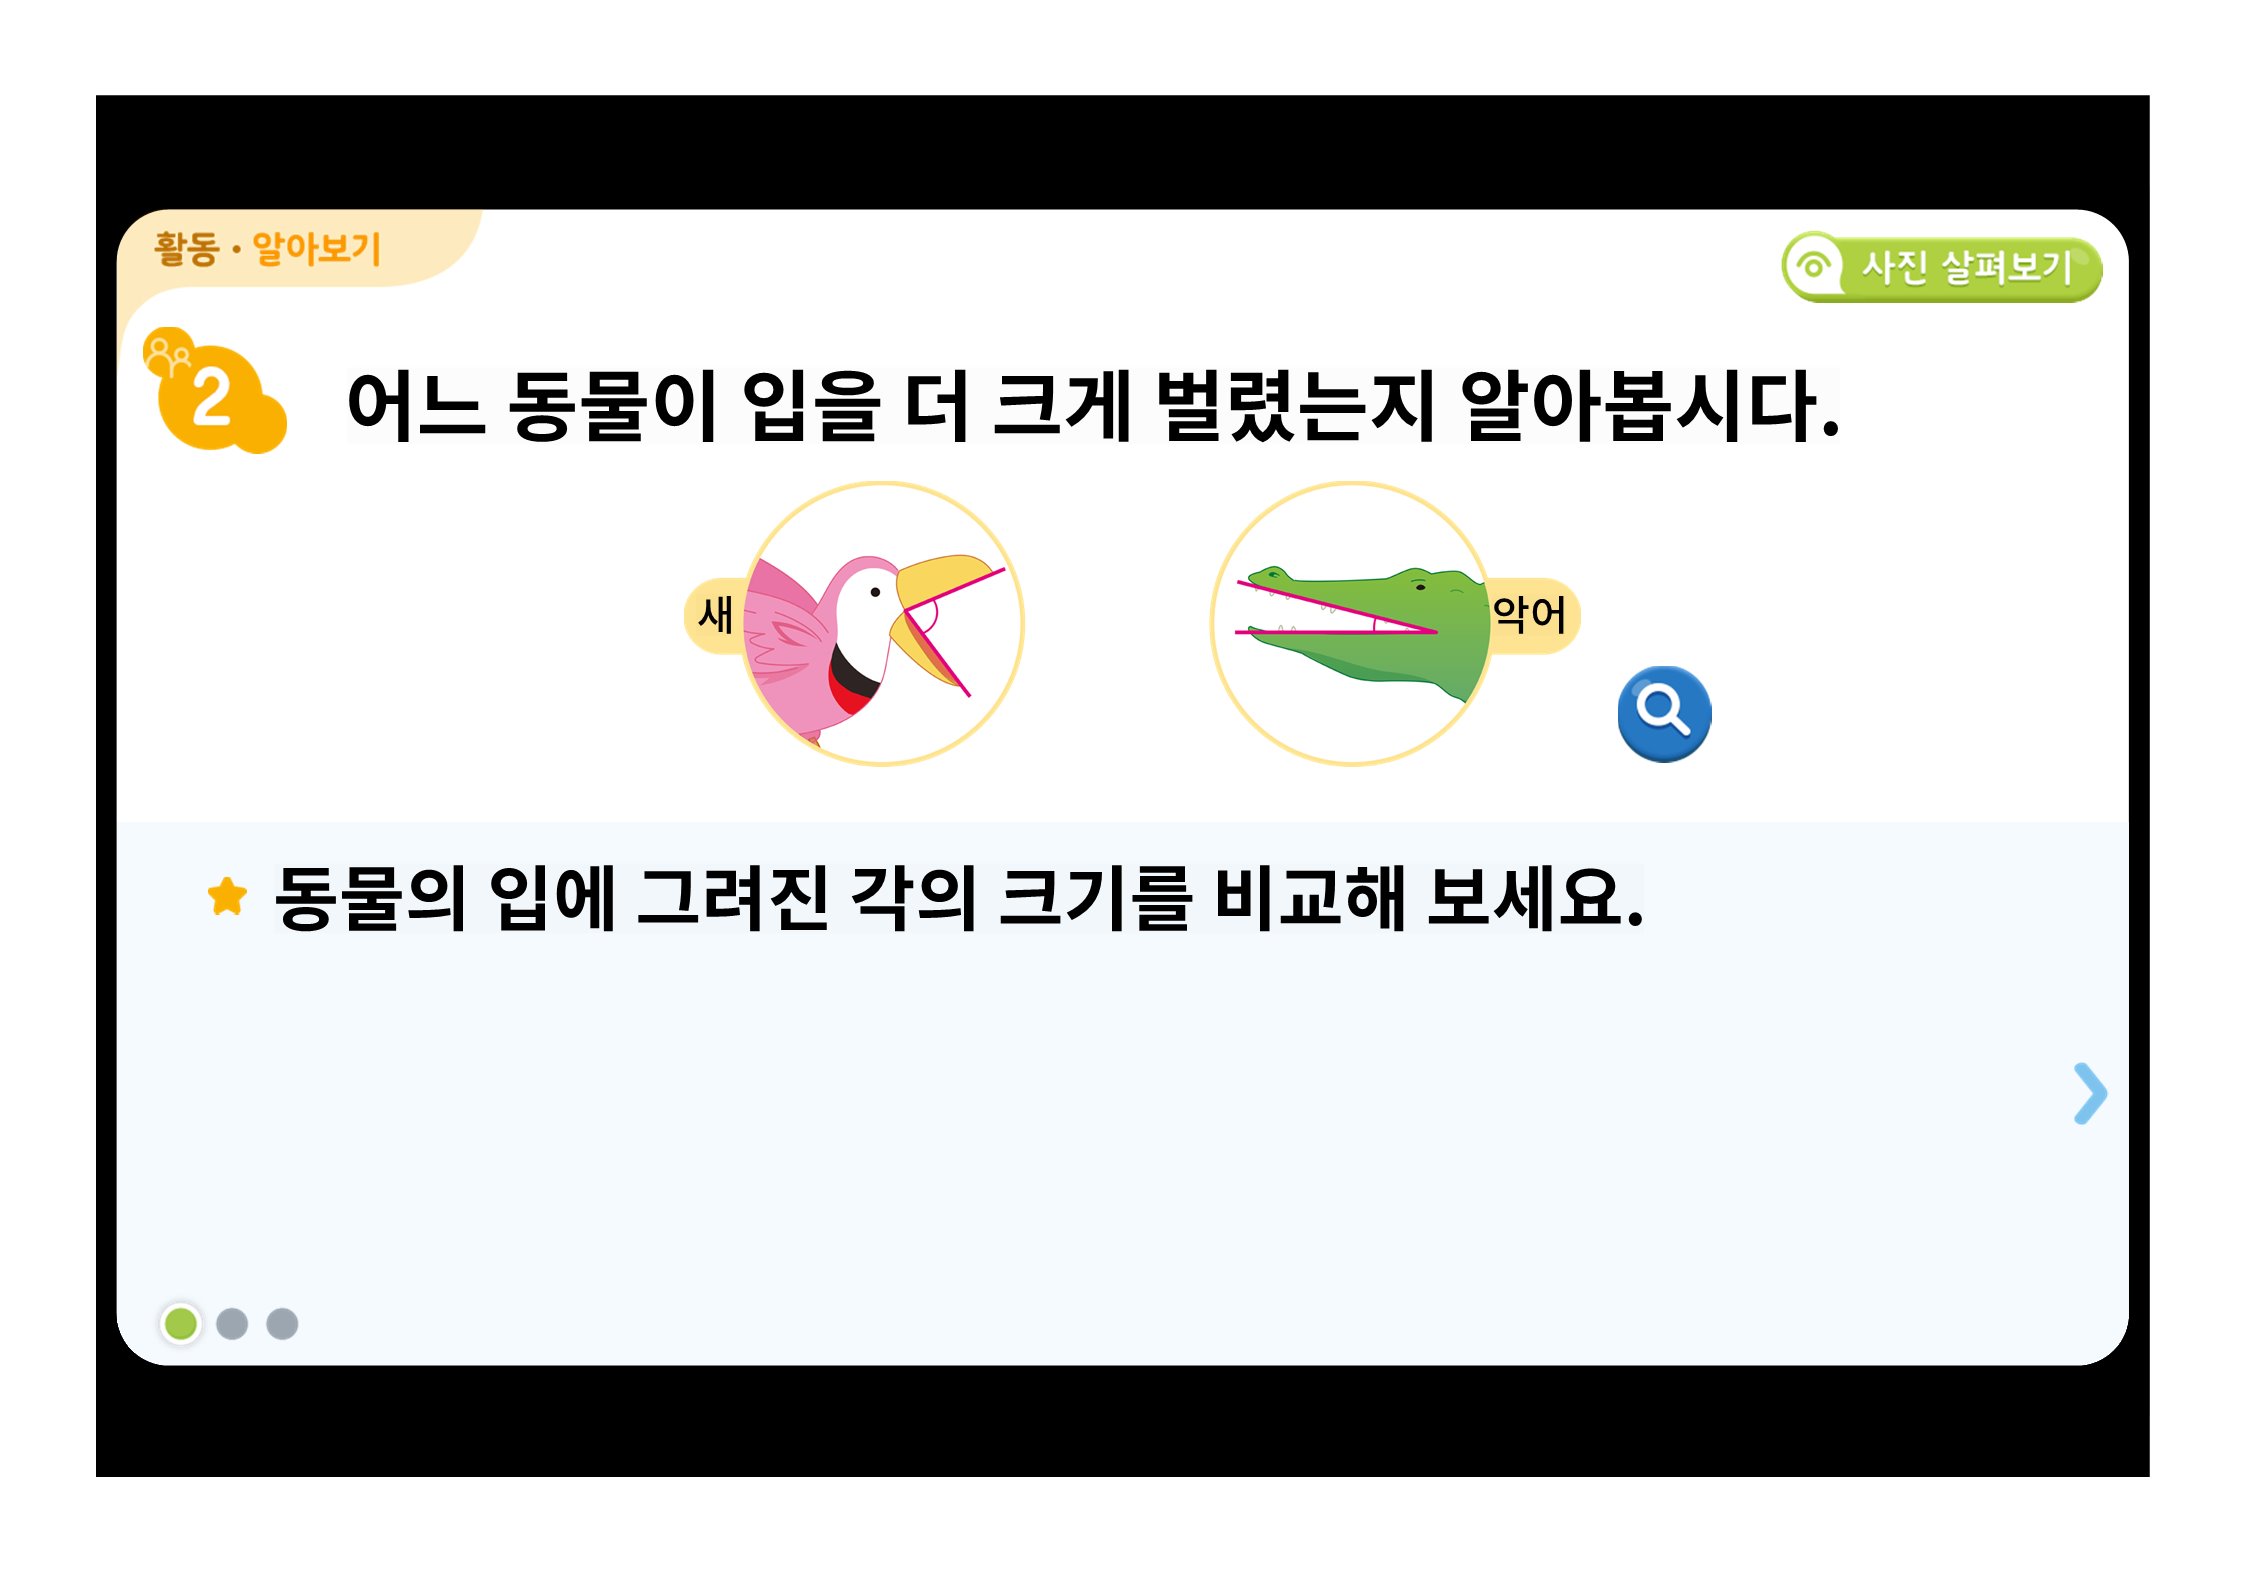 활동 · 알아보기
사진 살펴보기
2
어느 동물이 입을 더 크게 벌렸는지 알아봅시다.
새
악어
동물의 입에 그려진 각의 크기를 비교해 보세요.